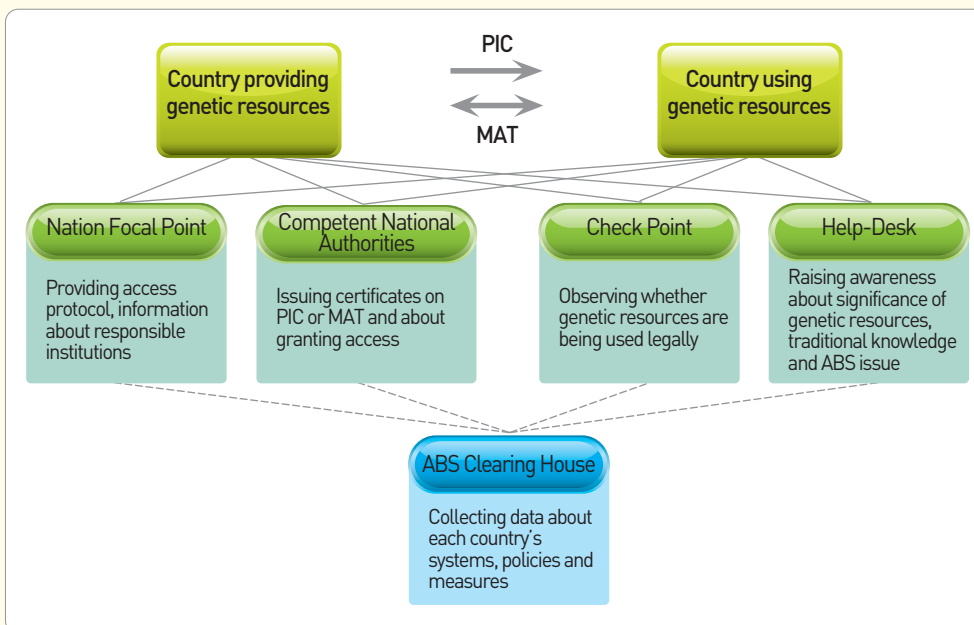 PIC
Country providing
genetic resources
Country using
genetic resources
MAT
Nation Focal Point
Providing access
protocol, information
about responsible
institutions
Competent National
Authorities
Issuing certificates on
PIC or MAT and about
granting access
Check Point
Observing whether
genetic resources are
being used legally
Help-Desk
Raising awareness
about significance of
genetic resources,
traditional knowledge
and ABS issue
ABS Clearing House
Collecting data about
each country's
systems, policies and
measures